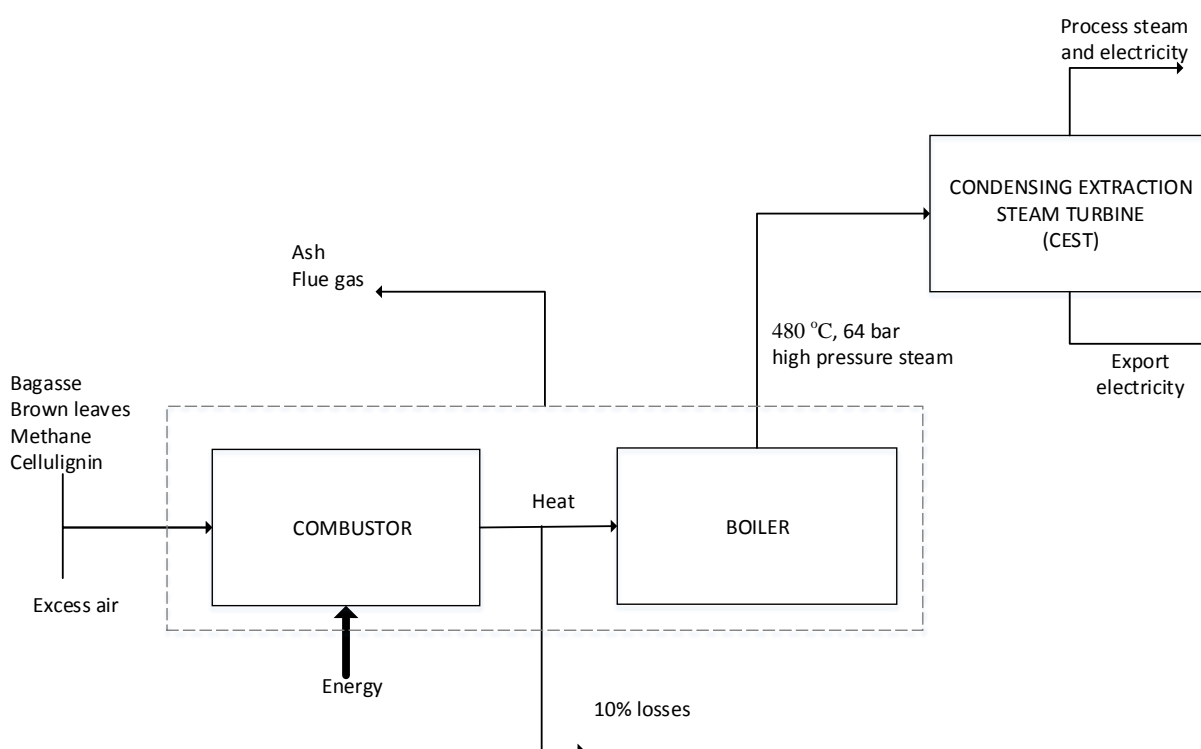 Process steam
and electricity
CONDENSING EXTRACTION
STEAM TURBINE
(CEST)
Ash
Flue gas
480 °C, 64 bar
high pressure steam
Export
electricity
Bagasse
Brown leaves
Methane
Cellulignin
Heat
COMBUSTOR
BOILER
Excess air
Energy
10% losses